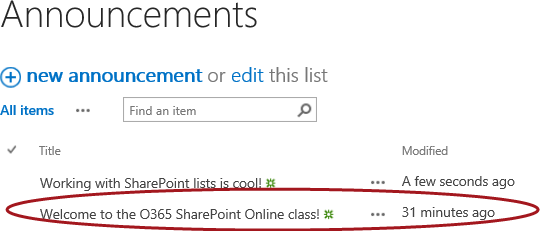 Announcements
new announcement or edit this list
All items ••• Find an item
Title Modified
Working with SharePoint lists is cool! ••• A few seconds ago
Welcome to the O365 SharePoint Online class! ••• 31 minutes ago